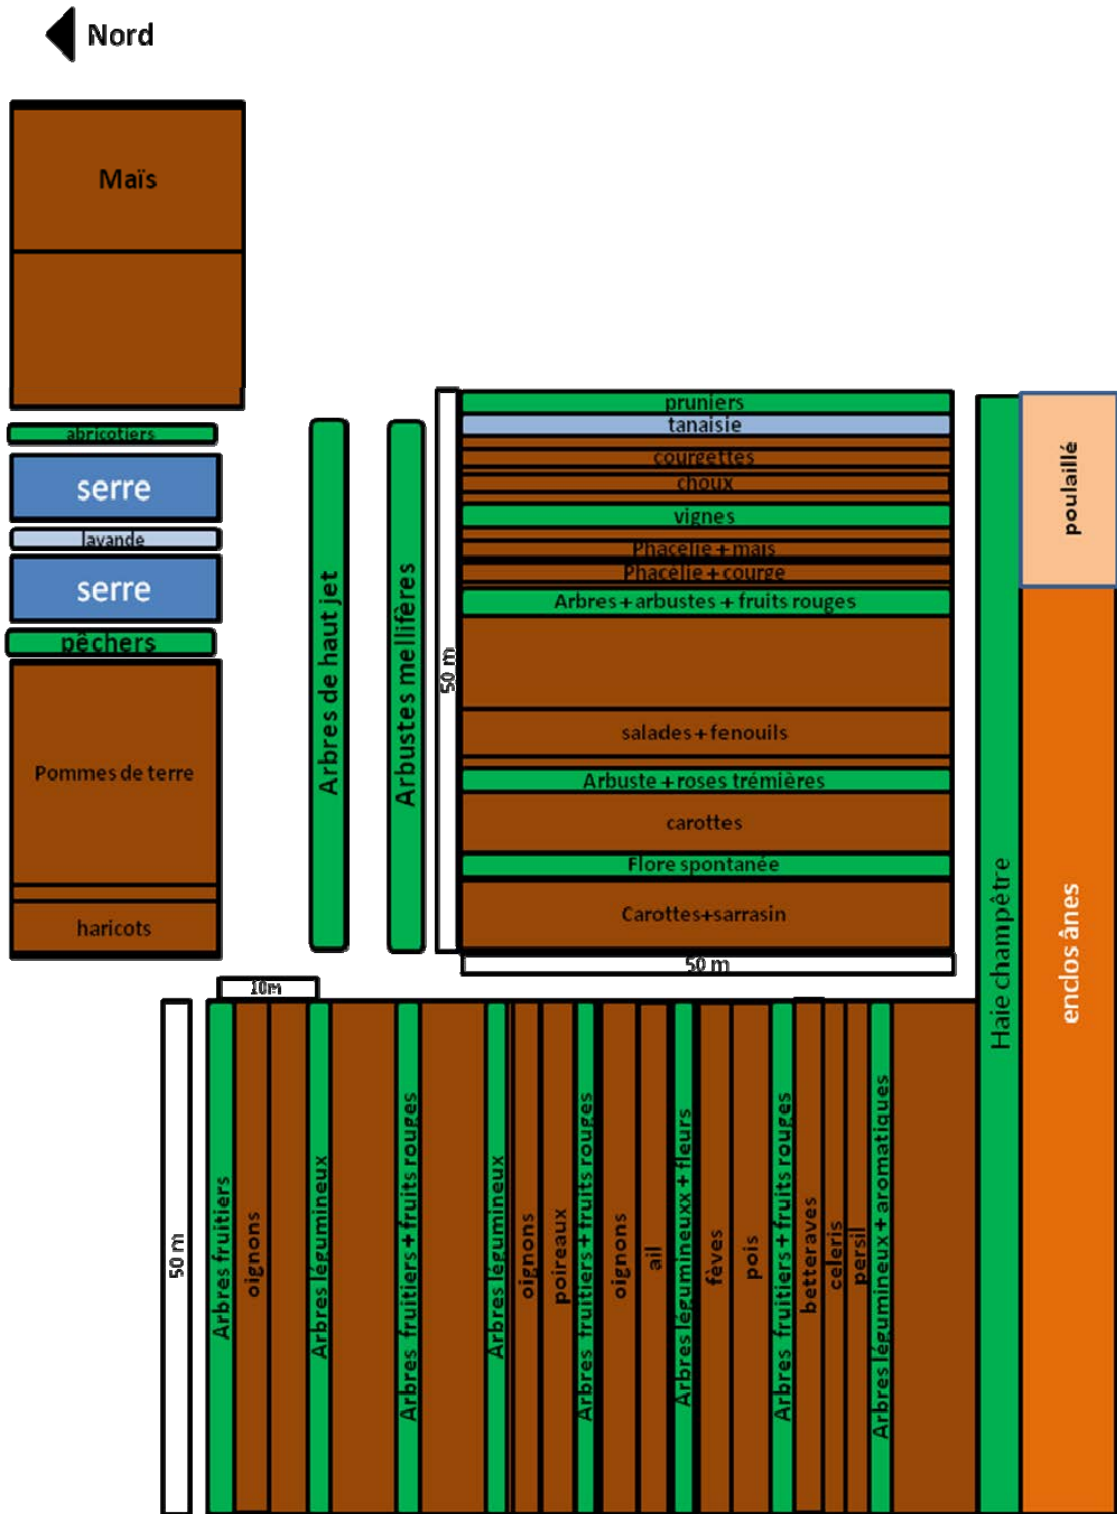 Nord
Maïs
abricotiers
serre
lavande
serre
pêchers
Pommes de terre
haricots
Arbres de haut jet
Arbustes mellifères
50 m
pruniers
tanaisie
courgettes
choux
vignes
Phacélie + maïs
Phacélie + courge
Arbres + arbustes + fruits rouges
salades + fenouils
Arbuste + roses trémières
carottes
Flore spontanée
Carottes+sarrasin
50 m
Haie champêtre
poulaillé
enclos ânes
10m
50 m
Arbres fruitiers
oignons
Arbres légumineux
Arbres fruitiers + fruits rouges
Arbres légumineux
oignons
poireaux
Arbres fruitiers + fruits rouges
oignons
ail
Arbres légumineux + fleurs
fèves
pois
Arbres fruitiers + fruits rouges
betteraves
celeris
persil
Arbres légumineux + aromatiques